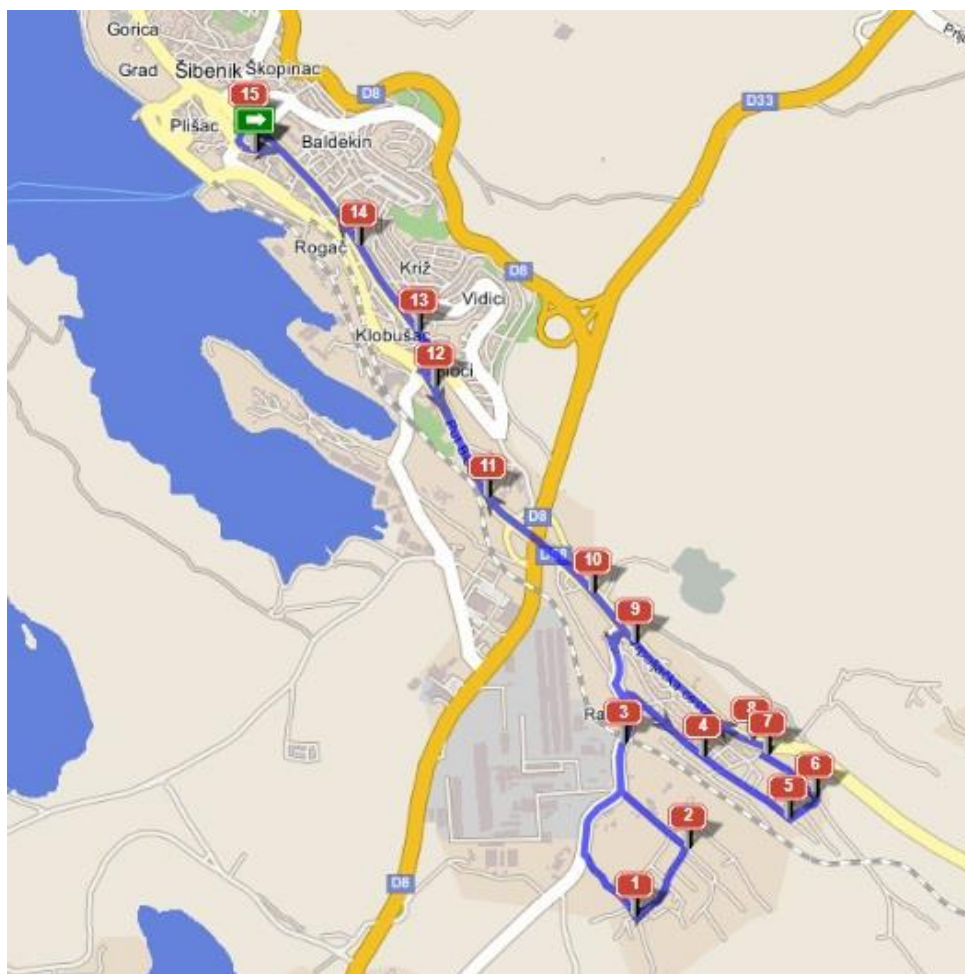 Gorica
Grad
Šibenik
Škopinac
D8
D33
15
Plišac
Baldekin
14
Rogač
Križ
D8
Vidici
13
Klobušac
12
11
D8
10
9
3
8
7
4
6
5
2
1
D8